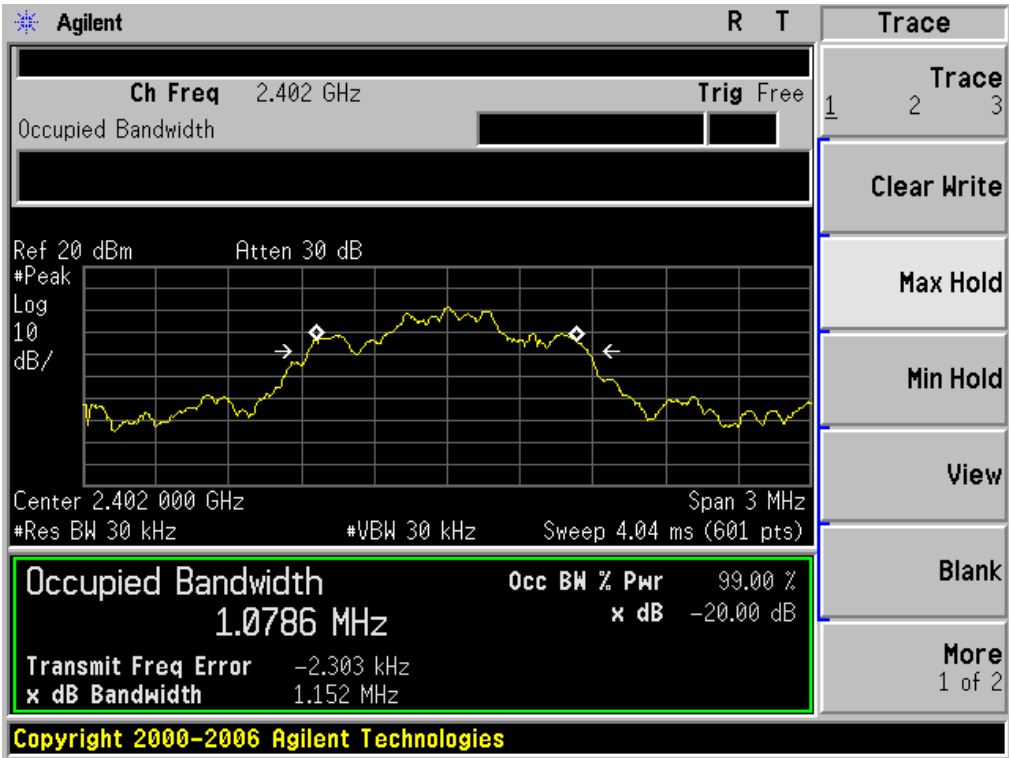 Agilent R T Trace
Ch Freq 2.402 GHz Trig Free
Occupied Bandwidth
Trace
1 2 3
Clear Write
Max Hold
Min Hold
View
Blank
More
1 of 2
Ref 20 dBm Atten 30 dB
#Peak
Log
10
dB/
Center 2.402 000 GHz Span 3 MHz
#Res BW 30 kHz #VBW 30 kHz Sweep 4.04 ms (601 pts)
Occupied Bandwidth Occ BW % Pwr 99.00 %
1.0786 MHz x dB -20.00 dB
Transmit Freq Error -2.303 kHz
x dB Bandwidth 1.152 MHz
Copyright 2000-2006 Agilent Technologies